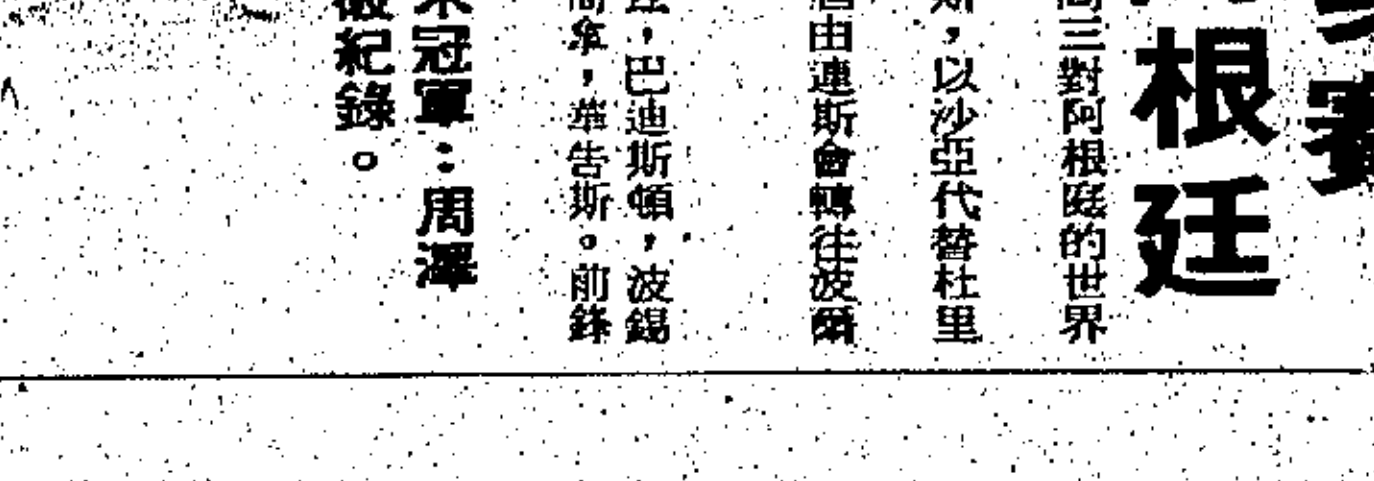 賽
根廷
三對阿根庭的世界
，以沙亞代替杜里
由連斯會轉往波爾
，巴迪斯頓，波錫
拿，華告斯。前鋒
冠軍：周澤
紀錄。